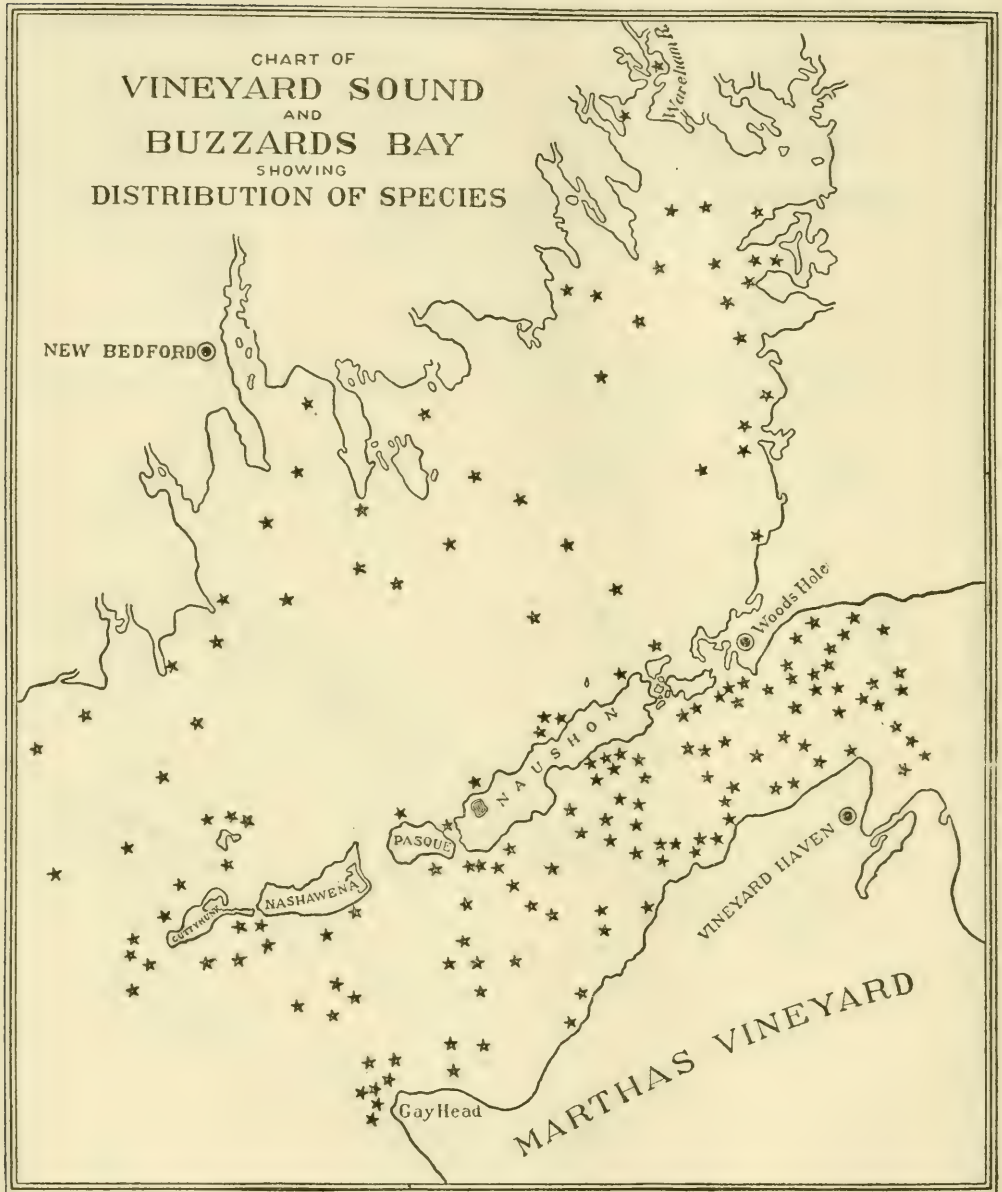 CHART OF
VINEYARD SOUND
AND
BUZZARDS BAY
SHOWING
DISTRIBUTION OF SPECIES
Wareham R.
NEW BEDFORD
Woods Hole
NAUSHON
PASQUE
NASHAWENA
CUTTYHUNK
VINEYARD HAVEN
MARTHAS VINEYARD
Gay Head